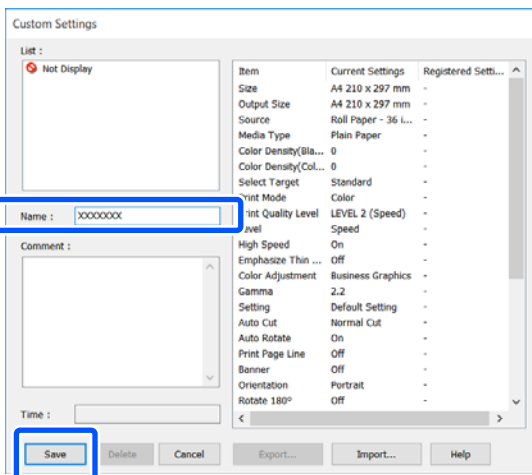 Custom Settings
List :
Not Display
Item Current Settings Registered Setti...
Size A4 210 x 297 mm -
Output Size A4 210 x 297 mm -
Source Roll Paper - 36 i... -
Media Type Plain Paper -
Color Density(Bla... 0 -
Color Density(Col... 0 -
Select Target Standard -
Print Mode Color -
Name : XXXXXXX
Print Quality Level LEVEL 2 (Speed) -
Level Speed -
Comment :
High Speed On -
Emphasize Thin ... Off -
Color Adjustment Business Graphics -
Gamma 2.2 -
Setting Default Setting -
Auto Cut Normal Cut -
Auto Rotate On -
Print Page Line Off -
Banner Off -
Orientation Portrait -
Rotate 180° Off -
Time :
Save Delete Cancel Export... Import... Help